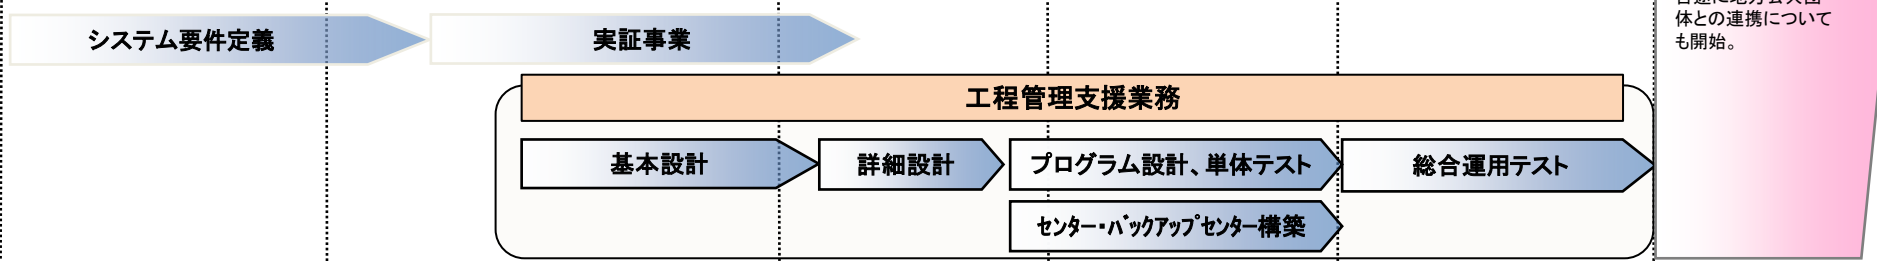 システム要件定義
実証事業
体との連携について
も開始。
工程管理支援業務
基本設計
詳細設計
プログラム設計、単体テスト
総合運用テスト
センター・バックアップセンター構築